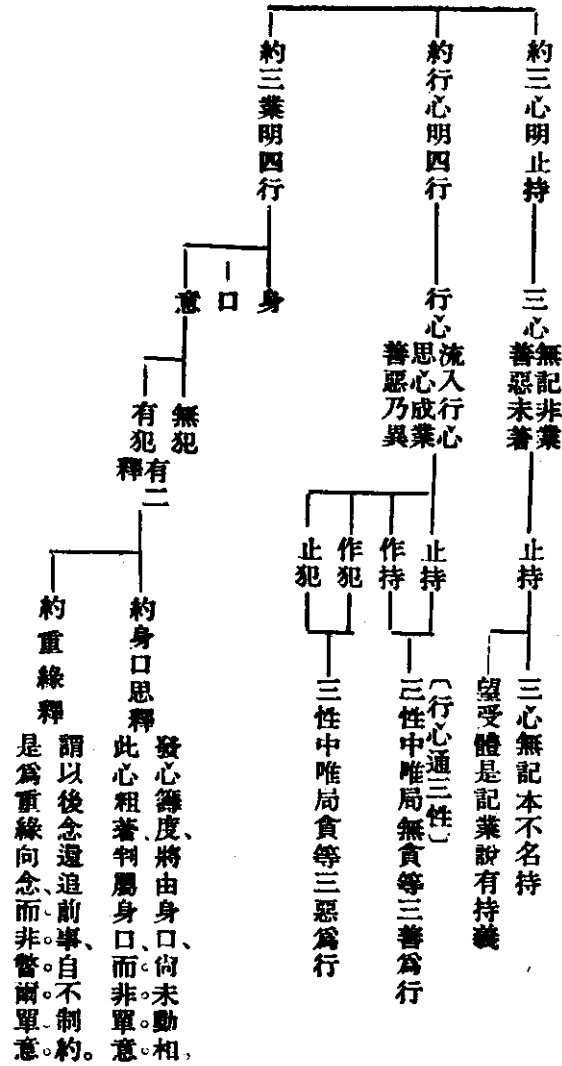 約三心明止持
三心
無記非業
善惡未著
止持
三心無記本不名持
望受體是記業說有持義
約行心明四行
行心
流入行心
思心成業
善惡乃異
止持
作持
作犯
止犯
〔行心通三性〕
三性中唯局無貪等三善為行
三性中唯局貪等三惡為行
約三業明四行
身
口
意
無犯
有犯
有二
釋
約身口思釋
發心籌度、將由身口、尚未動相、
此心粗著、判屬身口、而非單意。
約重緣釋
謂以後念還追前事、自不制約。
是為重緣向念、而非瞥爾單意。